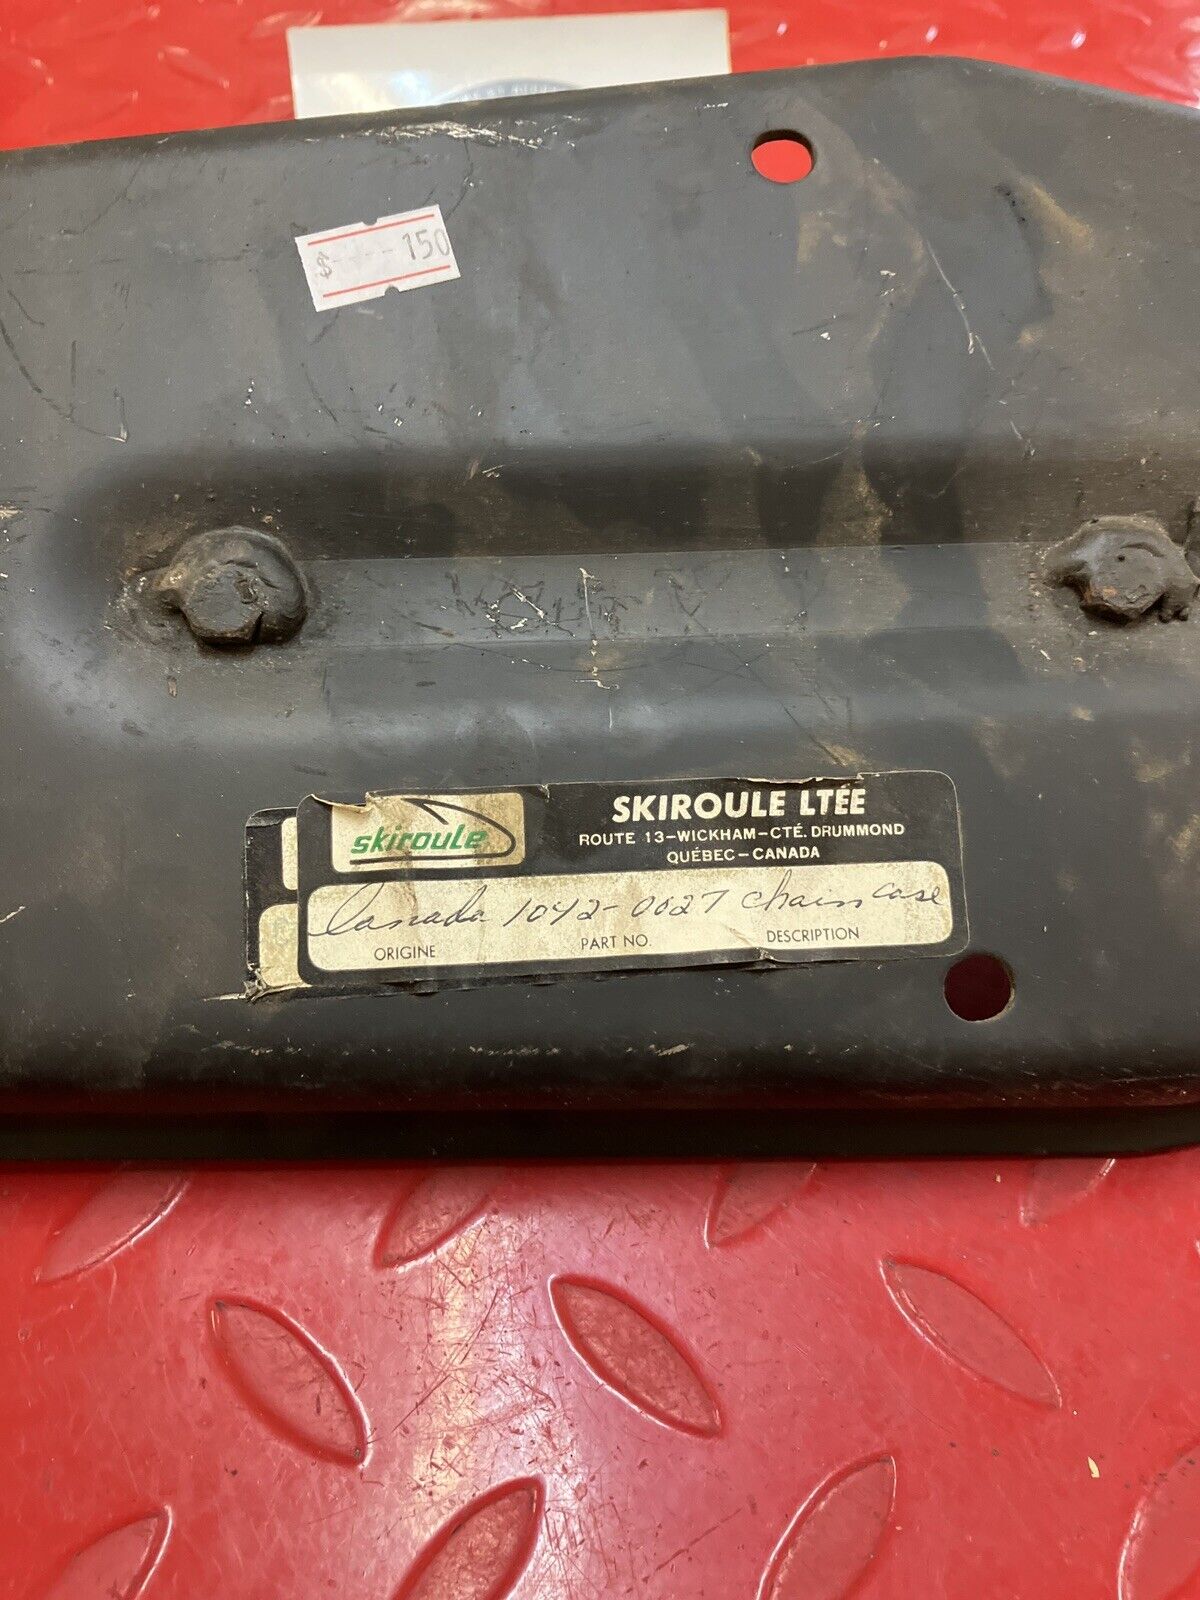 $ ---- 150
skiroule
SKIROULE LTÉE
ROUTE 13-WICKHAM-CTÉ. DRUMMOND
QUÉBEC-CANADA
Canada 1042-0027 chain case
ORIGINE PART NO. DESCRIPTION